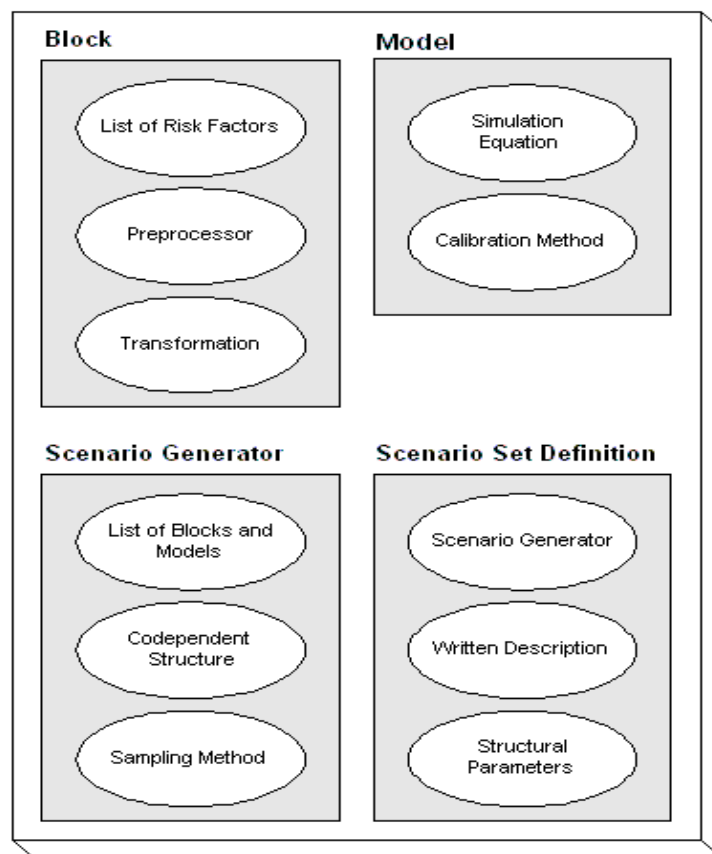 Block
List of Risk Factors
Preprocessor
Transformation
Model
Simulation
Equation
Calibration Method
Scenario Generator
List of Blocks and
Models
Codependent
Structure
Sampling Method
Scenario Set Definition
Scenario Generator
Written Description
Structural
Parameters